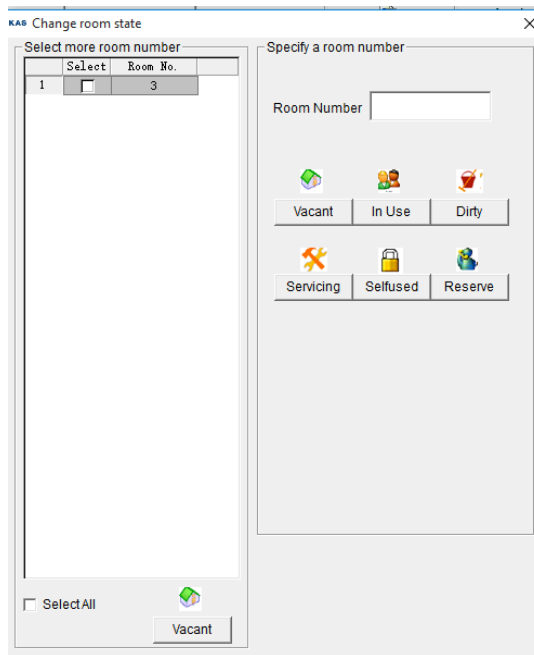 KAS Change room state
Select more room number
Select Room No.
1 3
Select All
Vacant
Specify a room number
Room Number
Vacant In Use Dirty
Servicing Selfused Reserve